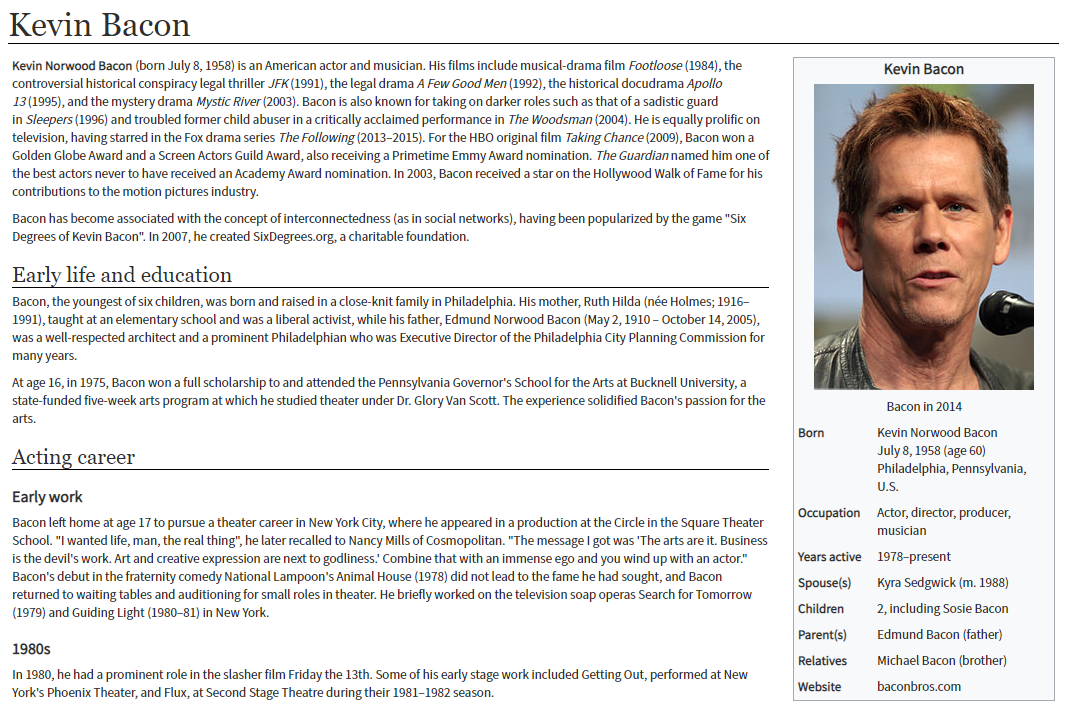 Kevin Bacon
Kevin Norwood Bacon (born July 8, 1958) is an American actor and musician. His films include musical-drama film Footloose (1984), the
controversial historical conspiracy legal thriller JFK (1991), the legal drama A Few Good Men (1992), the historical docudrama Apollo
13 (1995), and the mystery drama Mystic River (2003). Bacon is also known for taking on darker roles such as that of a sadistic guard
in Sleepers (1996) and troubled former child abuser in a critically acclaimed performance in The Woodsman (2004). He is equally prolific on
television, having starred in the Fox drama series The Following (2013–2015). For the HBO original film Taking Chance (2009), Bacon won a
Golden Globe Award and a Screen Actors Guild Award, also receiving a Primetime Emmy Award nomination. The Guardian named him one of
the best actors never to have received an Academy Award nomination. In 2003, Bacon received a star on the Hollywood Walk of Fame for his
contributions to the motion pictures industry.
Bacon has become associated with the concept of interconnectedness (as in social networks), having been popularized by the game "Six
Degrees of Kevin Bacon". In 2007, he created SixDegrees.org, a charitable foundation.
Early life and education
Bacon, the youngest of six children, was born and raised in a close-knit family in Philadelphia. His mother, Ruth Hilda (née Holmes; 1916–
1991), taught at an elementary school and was a liberal activist, while his father, Edmund Norwood Bacon (May 2, 1910 – October 14, 2005),
was a well-respected architect and a prominent Philadelphian who was Executive Director of the Philadelphia City Planning Commission for
many years.
At age 16, in 1975, Bacon won a full scholarship to and attended the Pennsylvania Governor's School for the Arts at Bucknell University, a
state-funded five-week arts program at which he studied theater under Dr. Glory Van Scott. The experience solidified Bacon's passion for the
arts.
Acting career
Early work
Bacon left home at age 17 to pursue a theater career in New York City, where he appeared in a production at the Circle in the Square Theater
School. "I wanted life, man, the real thing", he later recalled to Nancy Mills of Cosmopolitan. "The message I got was 'The arts are it. Business
is the devil's work. Art and creative expression are next to godliness.' Combine that with an immense ego and you wind up with an actor."
Bacon's debut in the fraternity comedy National Lampoon's Animal House (1978) did not lead to the fame he had sought, and Bacon
returned to waiting tables and auditioning for small roles in theater. He briefly worked on the television soap operas Search for Tomorrow
(1979) and Guiding Light (1980–81) in New York.
1980s
In 1980, he had a prominent role in the slasher film Friday the 13th. Some of his early stage work included Getting Out, performed at New
York's Phoenix Theater, and Flux, at Second Stage Theatre during their 1981–1982 season.
Kevin Bacon
Bacon in 2014
Born Kevin Norwood Bacon
July 8, 1958 (age 60)
Philadelphia, Pennsylvania,
U.S.
Occupation Actor, director, producer,
musician
Years active 1978–present
Spouse(s) Kyra Sedgwick (m. 1988)
Children 2, including Sosie Bacon
Parent(s) Edmund Bacon (father)
Relatives Michael Bacon (brother)
Website baconbros.com